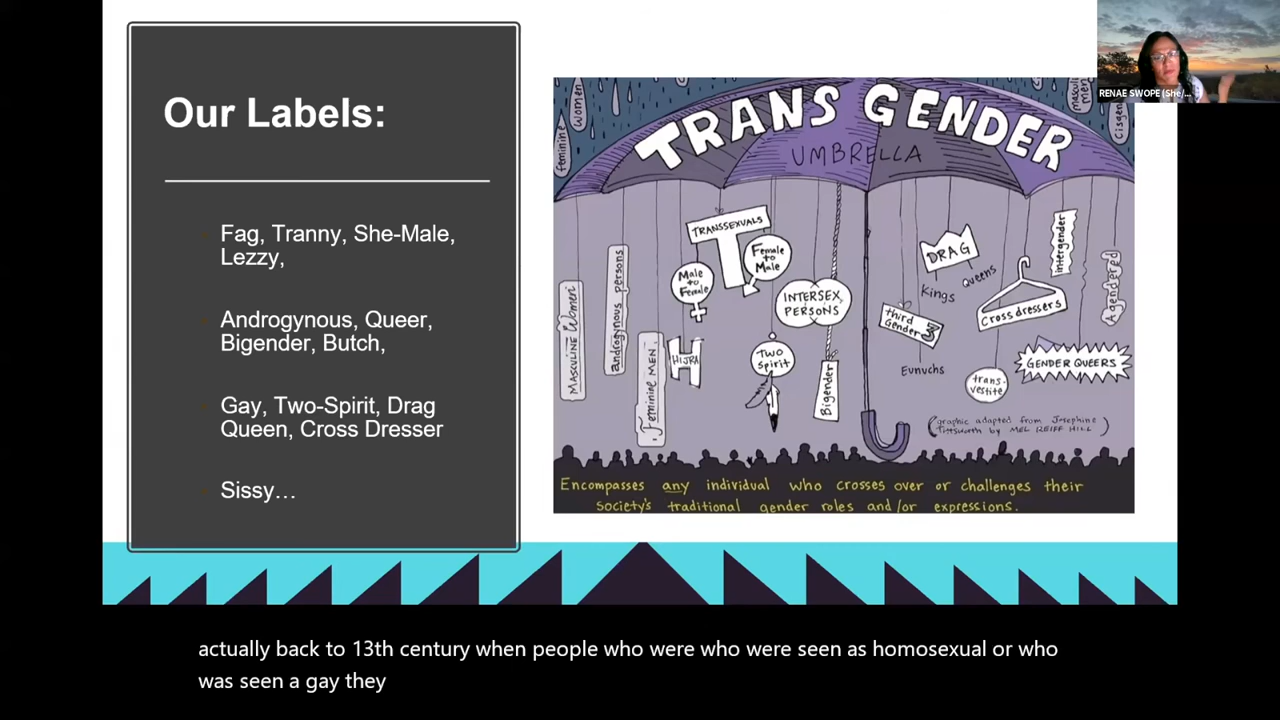 Our Labels:
Fag, Tranny, She-Male,
Lezzy,
Androgynous, Queer,
Bigender, Butch,
Gay, Two-Spirit, Drag
Queen, Cross Dresser
Sissy…
feminine
women
masculine
men
Cisgen
TRANS GENDER
UMBRELLA
MASCULINE Women
androgynous persons
Feminine MEN
TRANSSEXUALS
T
Male
to
Female
Female
to
Male
HIJRA
INTERSEX
PERSONS
TWO
Spirit
Bigender
third
Gender 3
DRAG
Kings
Queens
Eunuchs
Cross dressers
trans-
vestite
intergender
Agendered
GENDER QUEERS
(graphic adapted from Josephine
by MEL REIFF HILL)
Encompasses any individual who crosses over or challenges their
society's traditional gender roles and/or expressions.
RENAE SWOPE (She/...
actually back to 13th century when people who were who were seen as homosexual or who
was seen a gay they